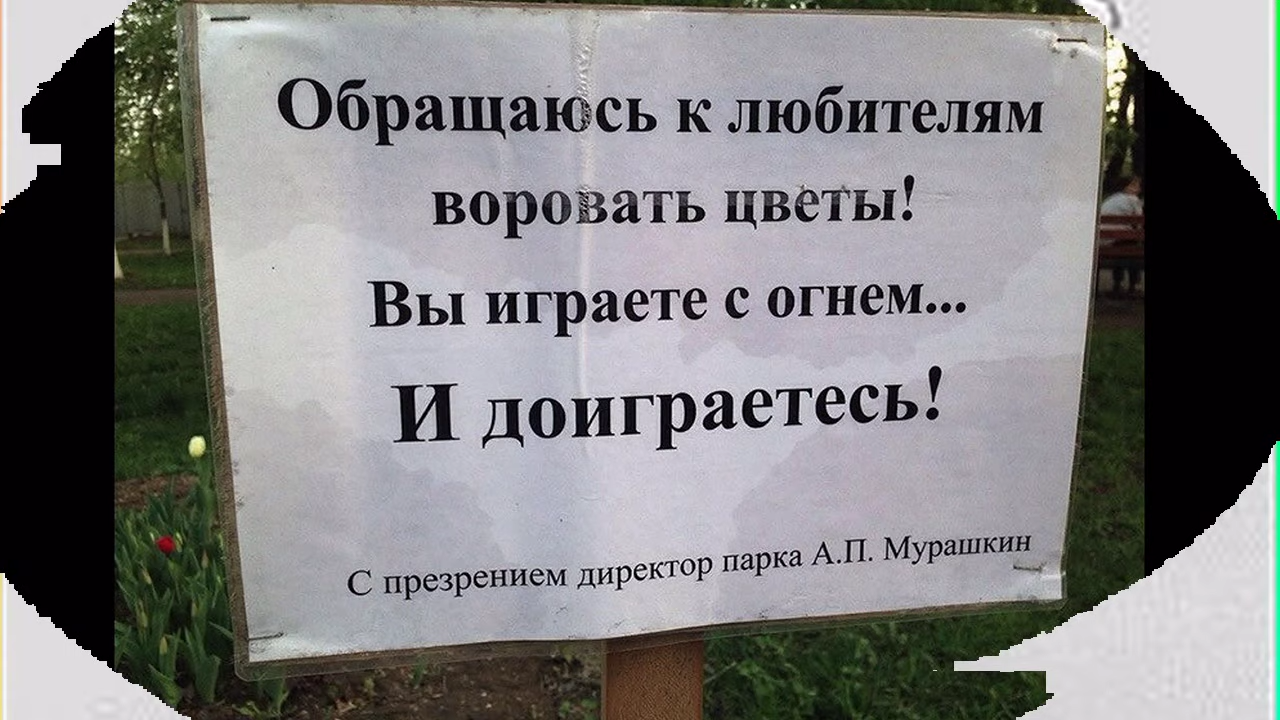 Обращаюсь к любителям
воровать цветы!
Вы играете с огнем...
И доиграетесь!
С презрением директор парка А.П. Мурашкин